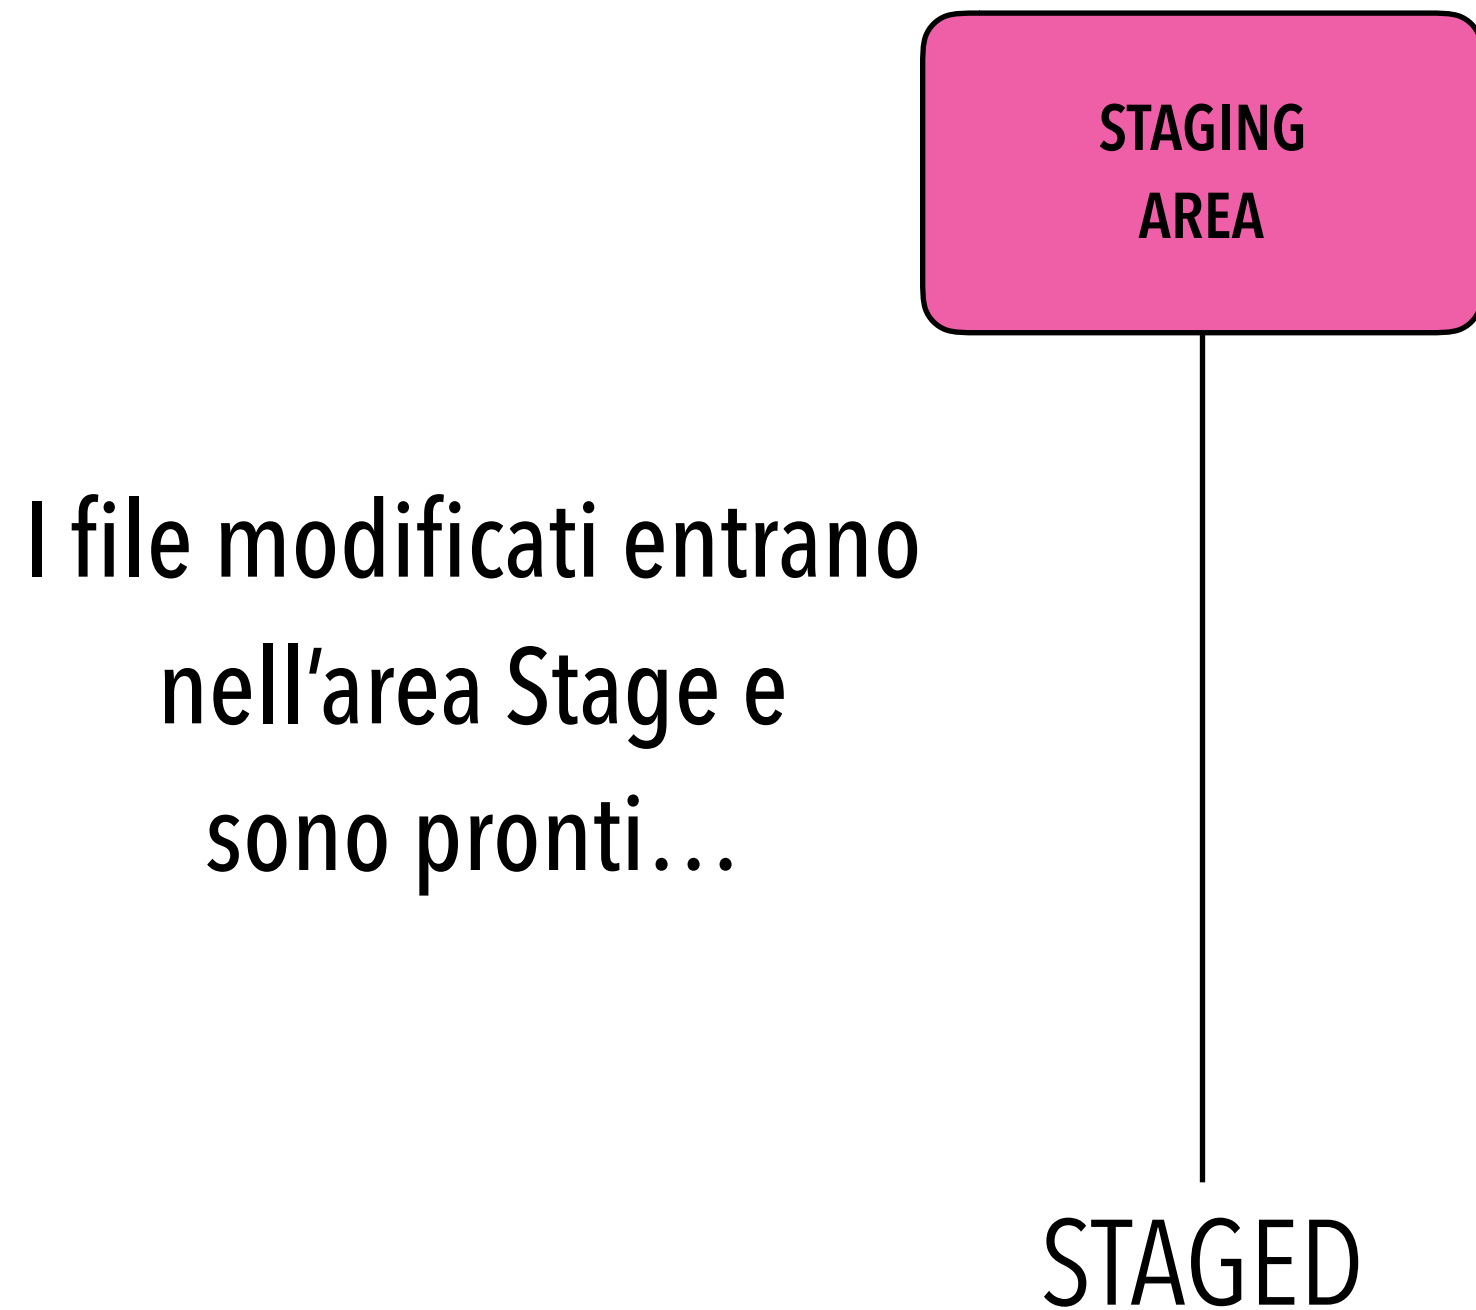 STAGING
AREA
I file modificati entrano
nell’area Stage e
sono pronti…
STAGED